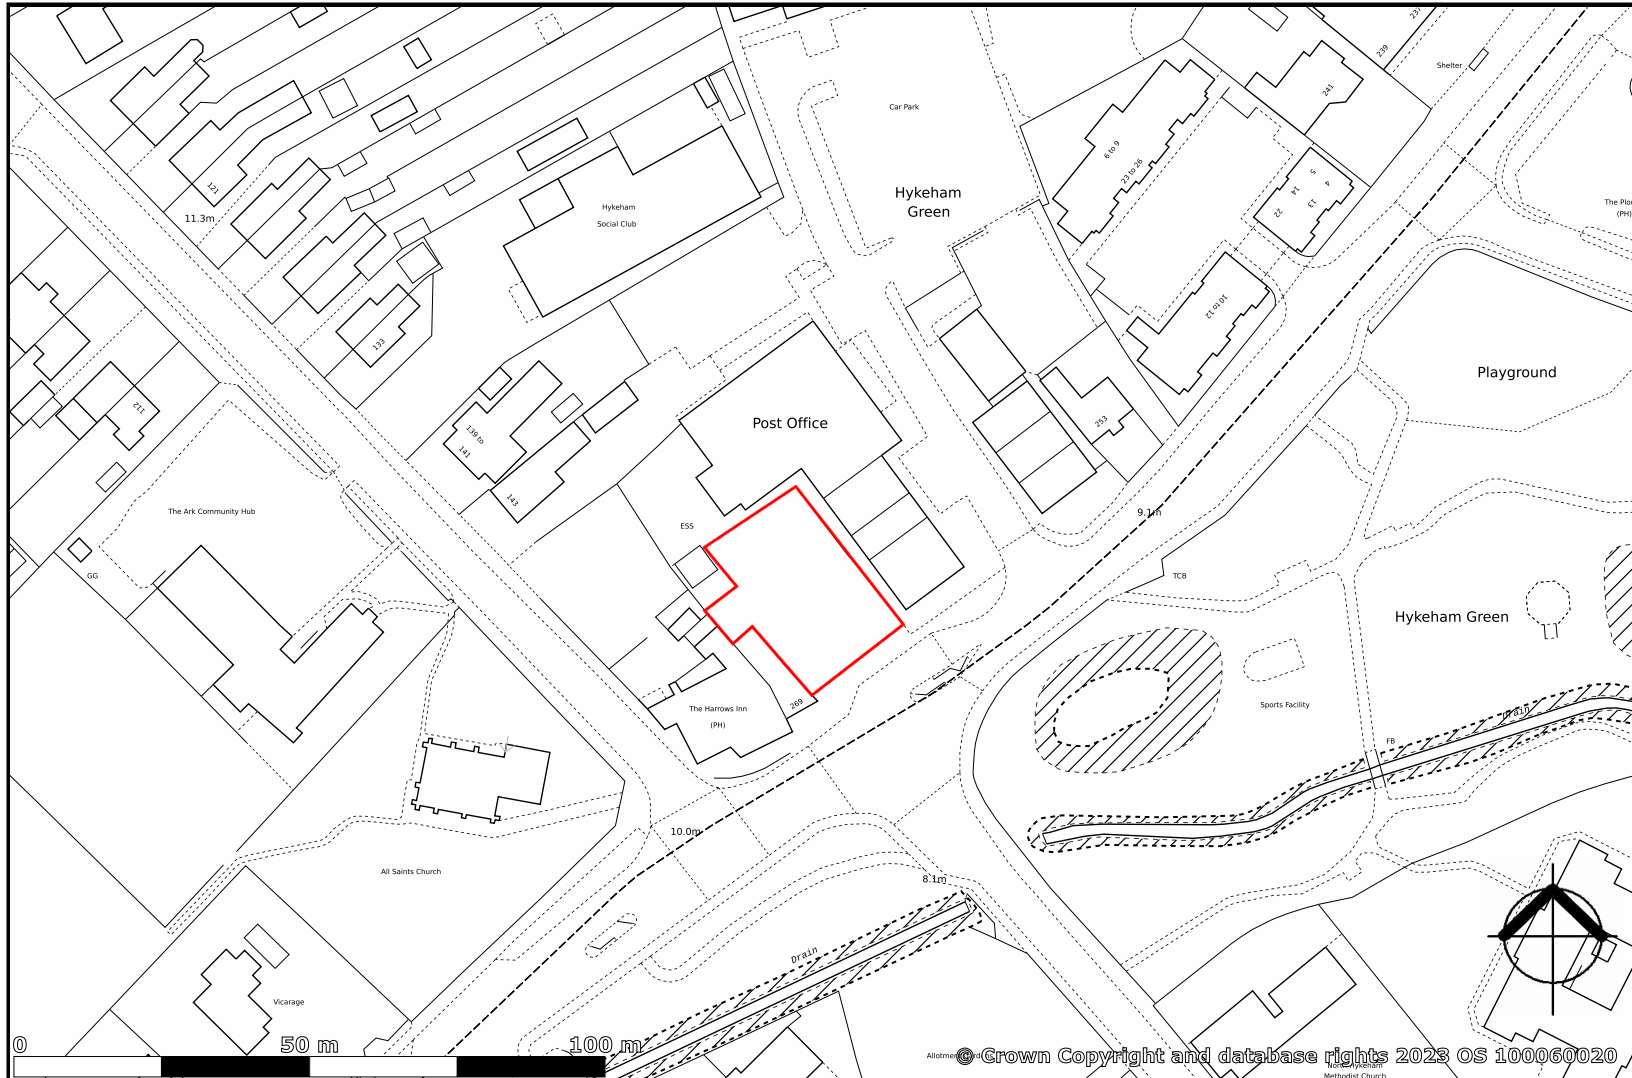 237
239
Shelter
241
Car Park
6 to 9
23 to 26
5
4
14
13
22
121
11.3m
Hykeham
Social Club
Hykeham
Green
The Plou
(PH)
10 to 12
133
Playground
112
139 to
141
Post Office
253
143
The Ark Community Hub
ESS
9.1m
GG
TCB
Hykeham Green
269
The Harrows Inn
(PH)
Sports Facility
Drain
FB
10.0m
All Saints Church
8.1m
Drain
Vicarage
0
50 m
100 m
© Crown Copyright and database rights 2023 OS 100060020
North Hykeham
Methodist Church